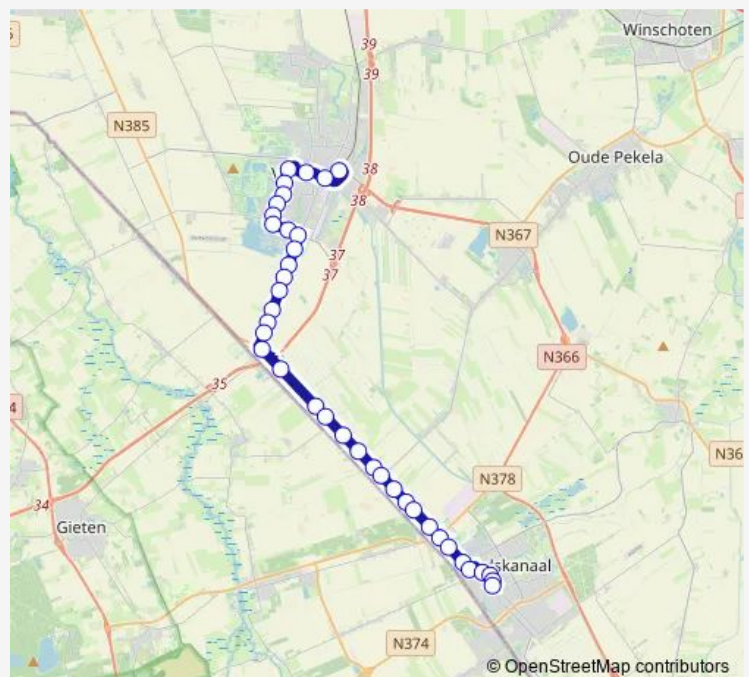 Winschoten
39
39
N385
Oude Pekela
38
38
N367
37
37
N366
35
34
N36
N378
Gieten
lskanaal
N374
© OpenStreetMap contributors